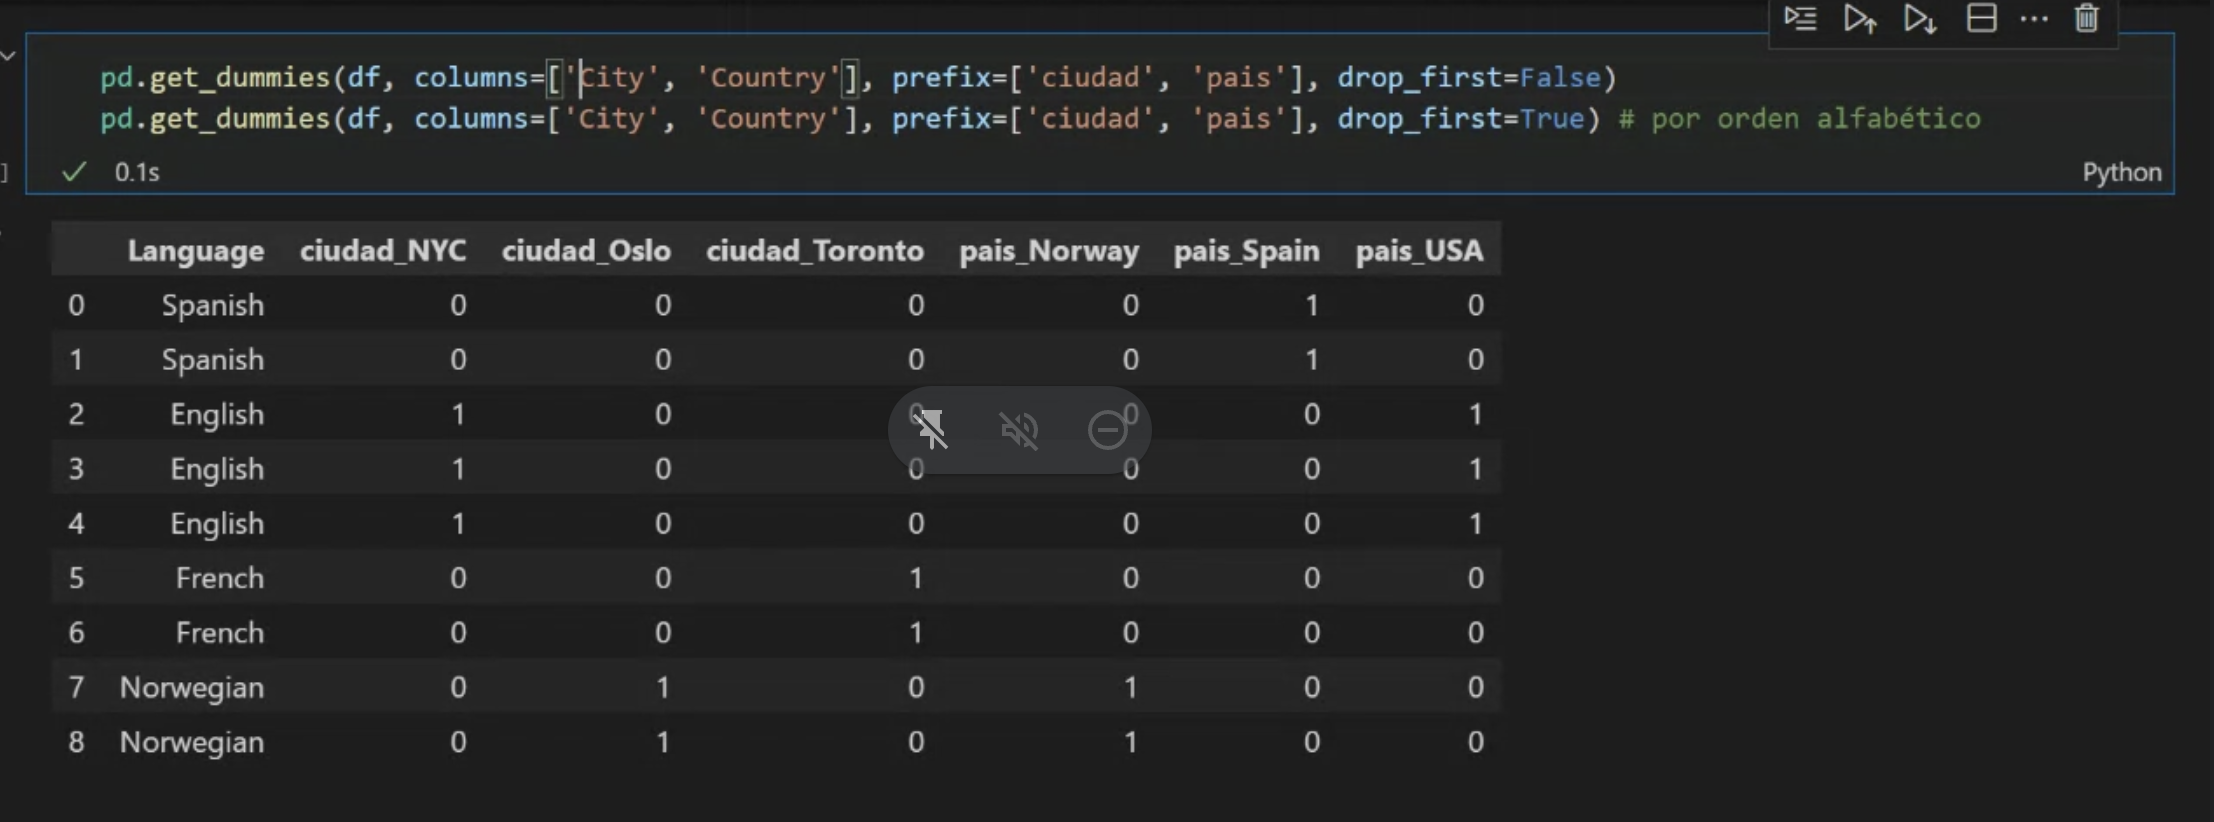 pd.get_dummies(df, columns=['City', 'Country'], prefix=['ciudad', 'pais'], drop_first=False)
pd.get_dummies(df, columns=['City', 'Country'], prefix=['ciudad', 'pais'], drop_first=True) # por orden alfabético
] 0.1s Python
Language ciudad_NYC ciudad_Oslo ciudad_Toronto pais_Norway pais_Spain pais_USA
0 Spanish 0 0 0 0 1 0
1 Spanish 0 0 0 0 1 0
2 English 1 0 0 0 0 1
3 English 1 0 0 0 0 1
4 English 1 0 0 0 0 1
5 French 0 0 1 0 0 0
6 French 0 0 1 0 0 0
7 Norwegian 0 1 0 1 0 0
8 Norwegian 0 1 0 1 0 0